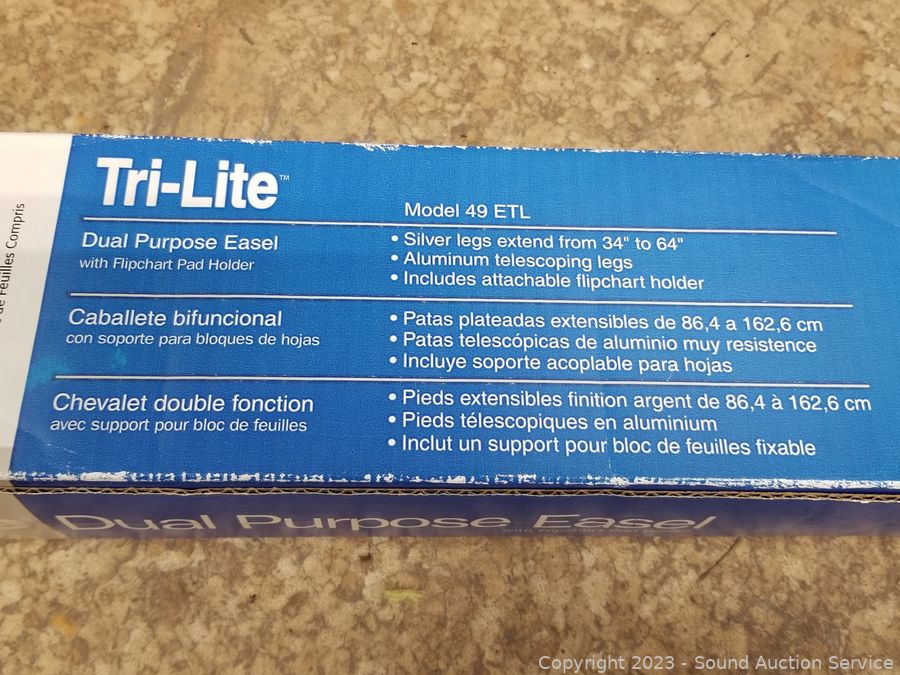 Tri-Lite™
Model 49 ETL
Dual Purpose Easel
with Flipchart Pad Holder
• Silver legs extend from 34" to 64"
• Aluminum telescoping legs
• Includes attachable flipchart holder
Caballete bifuncional
con soporte para bloques de hojas
• Patas plateadas extensibles de 86,4 a 162,6 cm
• Patas telescópicas de aluminio muy resistence
• Incluye soporte acoplable para hojas
Chevalet double fonction
avec support pour bloc de feuilles
• Pieds extensibles finition argent de 86,4 à 162,6 cm
• Pieds télescopiques en aluminium
• Inclut un support pour bloc de feuilles fixable
de Feuilles Compris
Dual Purpose Easel
Copyright 2023 - Sound Auction Service